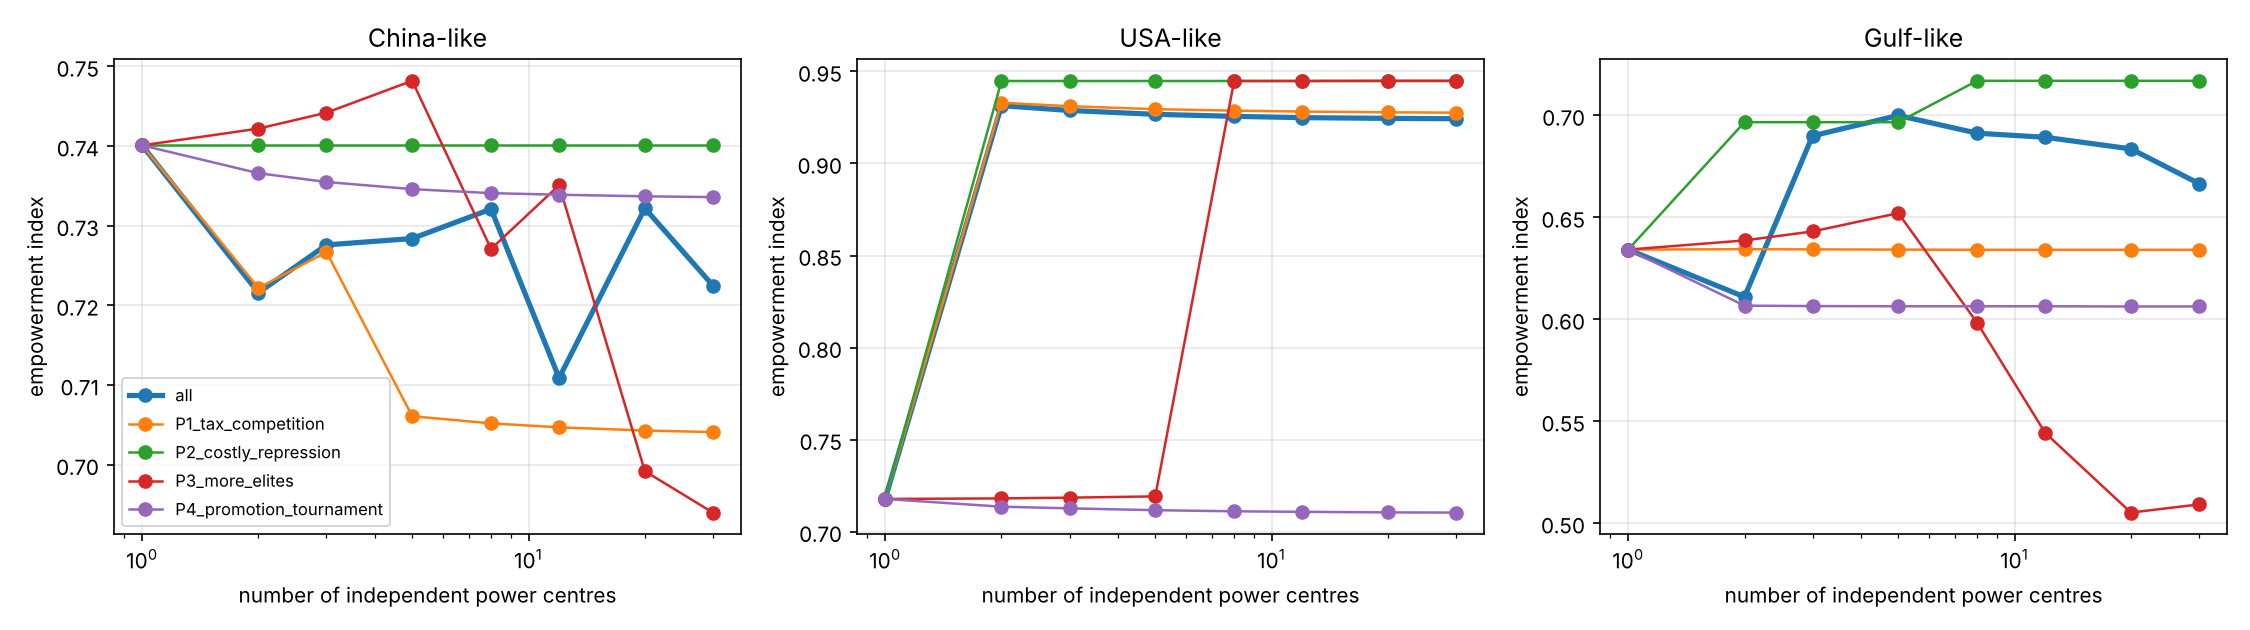 China-like
0.75
0.74
0.73
0.72
0.71
0.70
empowerment index
all
P1_tax_competition
P2_costly_repression
P3_more_elites
P4_promotion_tournament
10⁰
10¹
number of independent power centres
USA-like
0.95
0.90
0.85
0.80
0.75
0.70
empowerment index
10⁰
10¹
number of independent power centres
Gulf-like
0.70
0.65
0.60
0.55
0.50
empowerment index
10⁰
10¹
number of independent power centres